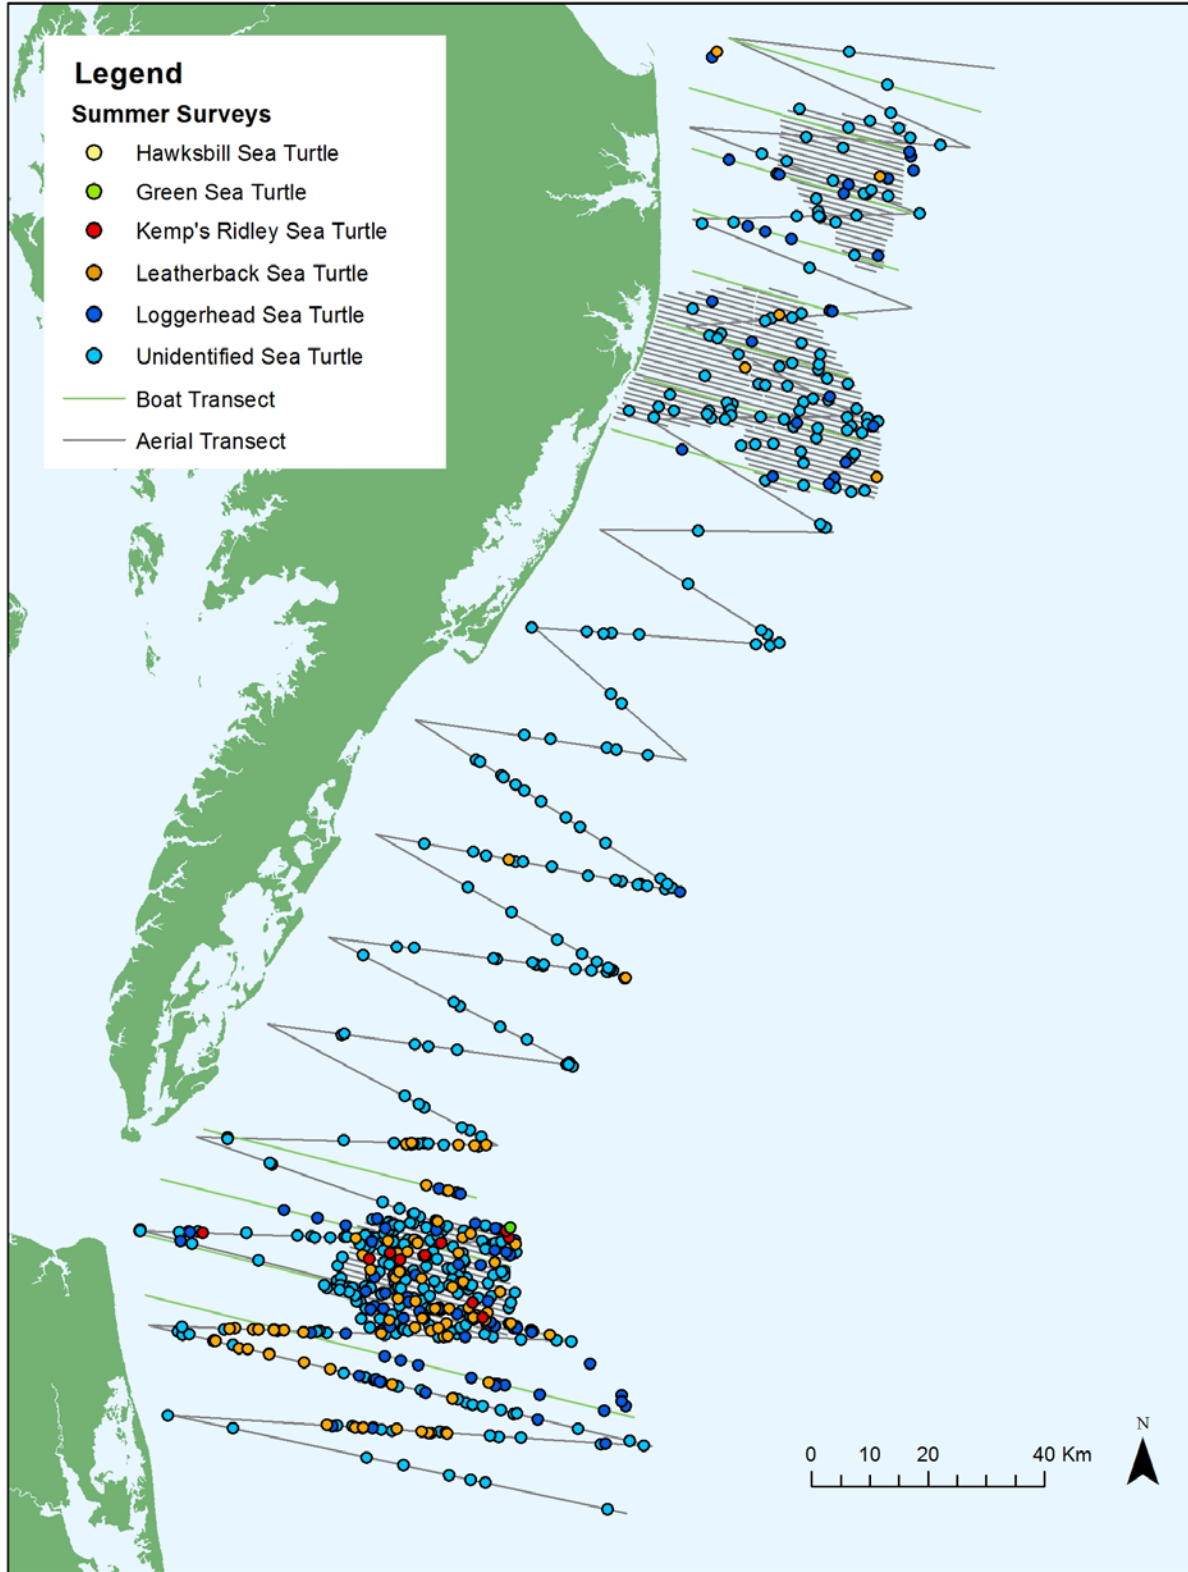 Legend
Summer Surveys
Hawksbill Sea Turtle
Green Sea Turtle
Kemp's Ridley Sea Turtle
Leatherback Sea Turtle
Loggerhead Sea Turtle
Unidentified Sea Turtle
Boat Transect
Aerial Transect
N
0 10 20 40 Km